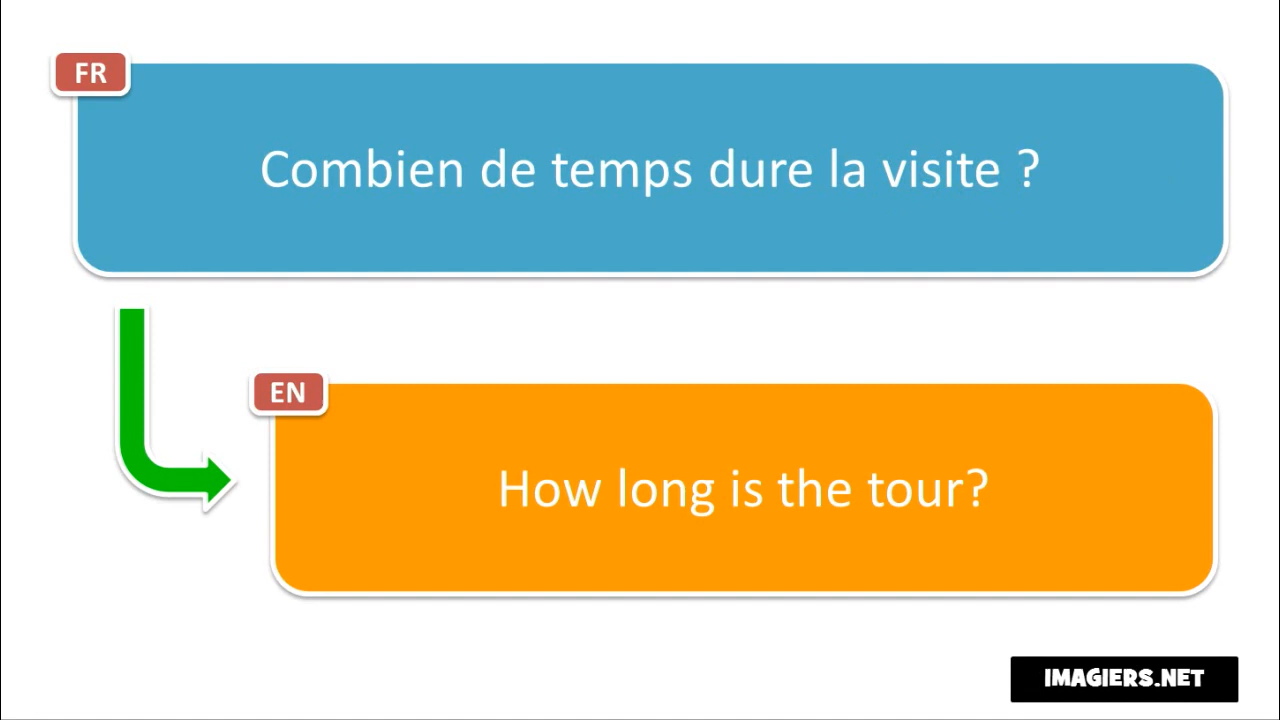 FR
Combien de temps dure la visite ?
EN
How long is the tour?
IMAGIERS.NET